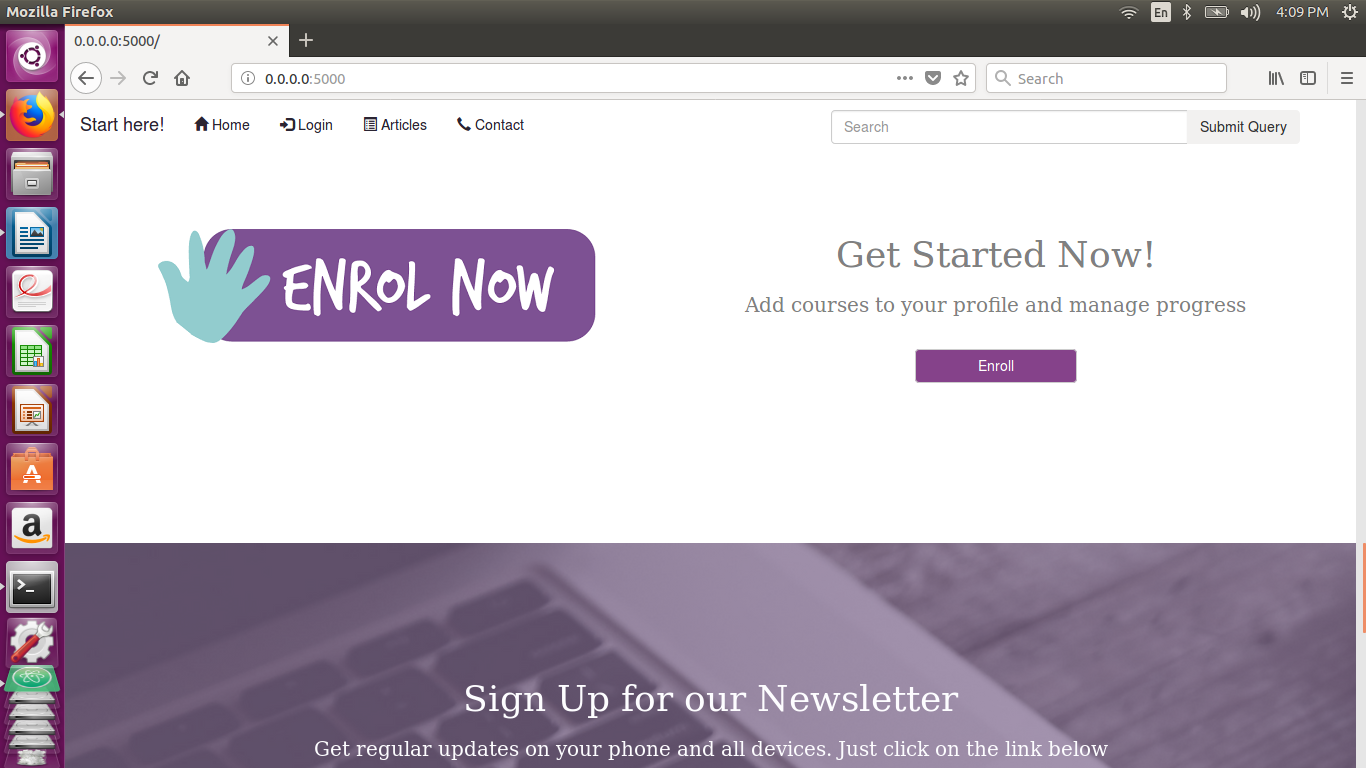 Mozilla Firefox
En
4:09 PM
0.0.0.0:5000/
0.0.0.0:5000
Search
Start here!
Home
Login
Articles
Contact
Search
Submit Query
ENROL NOW
Get Started Now!
Add courses to your profile and manage progress
Enroll
Sign Up for our Newsletter
Get regular updates on your phone and all devices. Just click on the link below